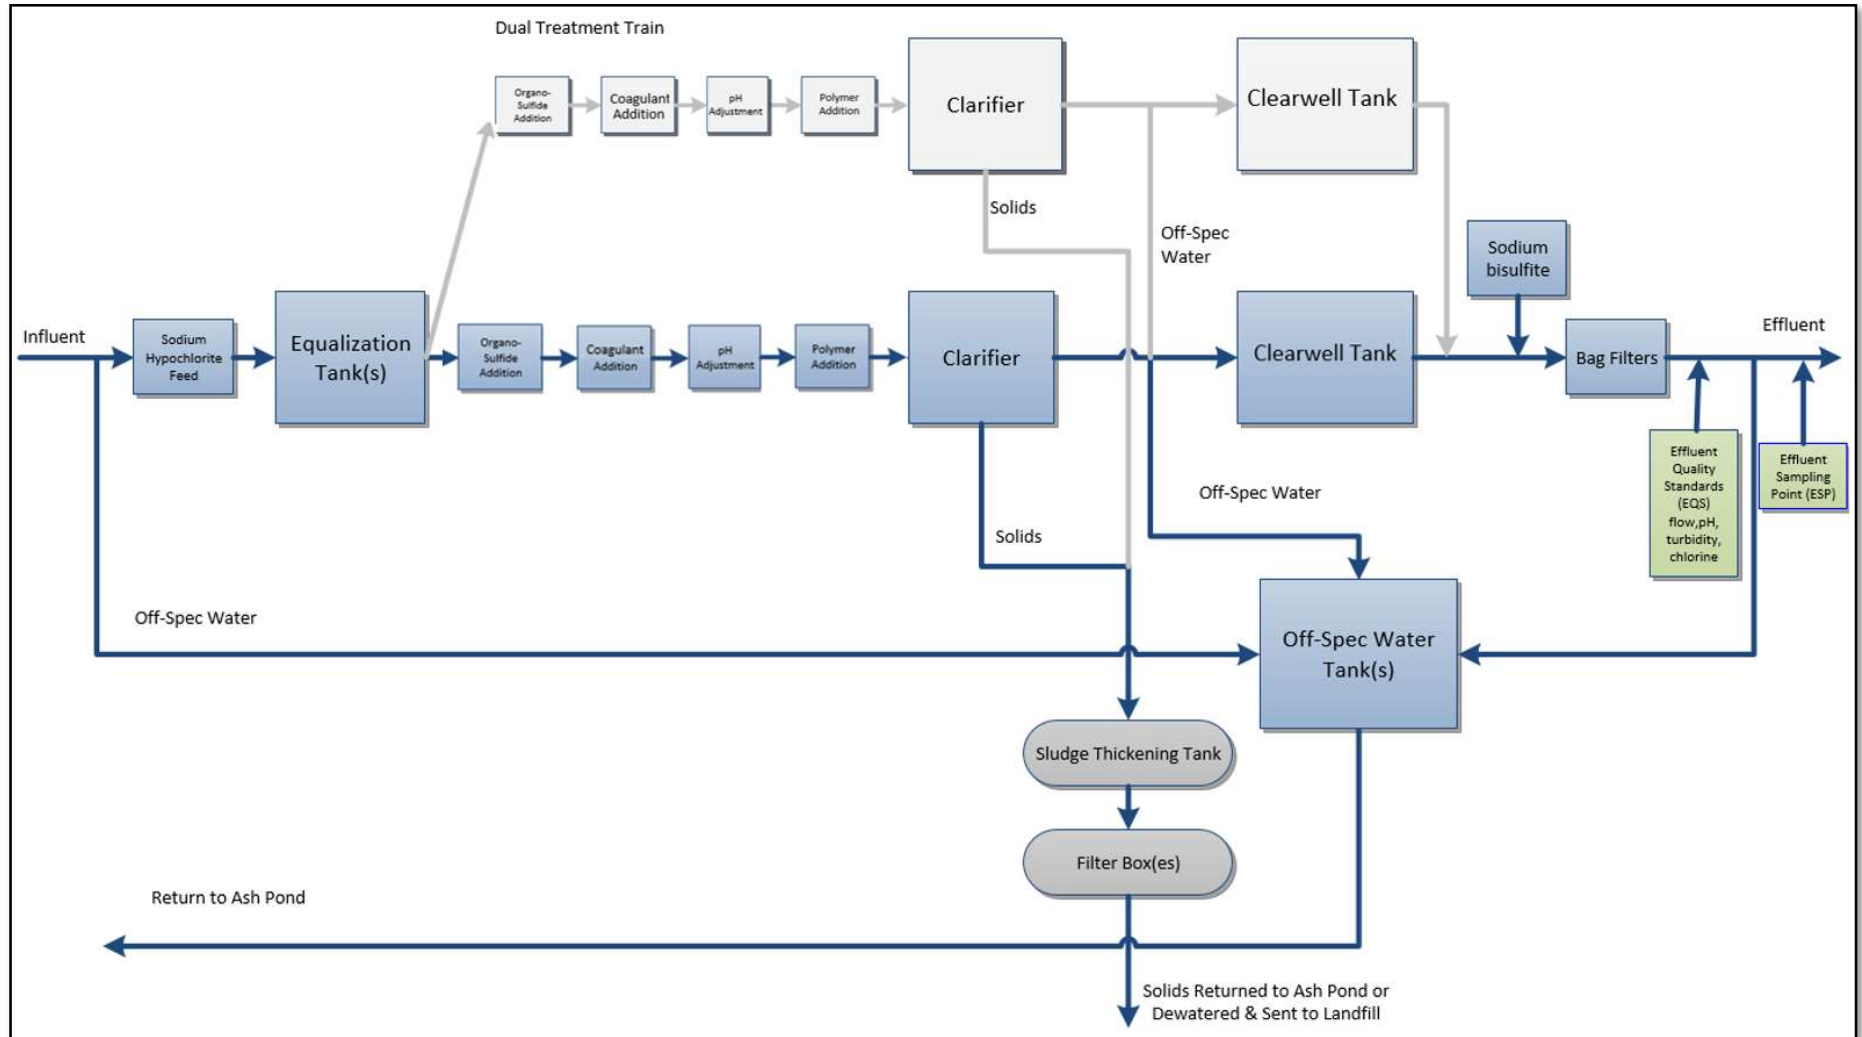 Dual Treatment Train
Organo-
Sulfide
Addition
Coagulant
Addition
pH
Adjustment
Polymer
Addition
Clarifier
Clearwell Tank
Solids
Off-Spec
Water
Sodium
bisulfite
Influent
Sodium
Hypochlorite
Feed
Equalization
Tank(s)
Organo-
Sulfide
Addition
Coagulant
Addition
pH
Adjustment
Polymer
Addition
Clarifier
Clearwell Tank
Bag Filters
Effluent
Effluent
Quality
Standards
(EQS)
flow,pH,
turbidity,
chlorine
Effluent
Sampling
Point (ESP)
Off-Spec Water
Solids
Off-Spec Water
Off-Spec Water
Tank(s)
Sludge Thickening Tank
Filter Box(es)
Return to Ash Pond
Solids Returned to Ash Pond or
Dewatered & Sent to Landfill